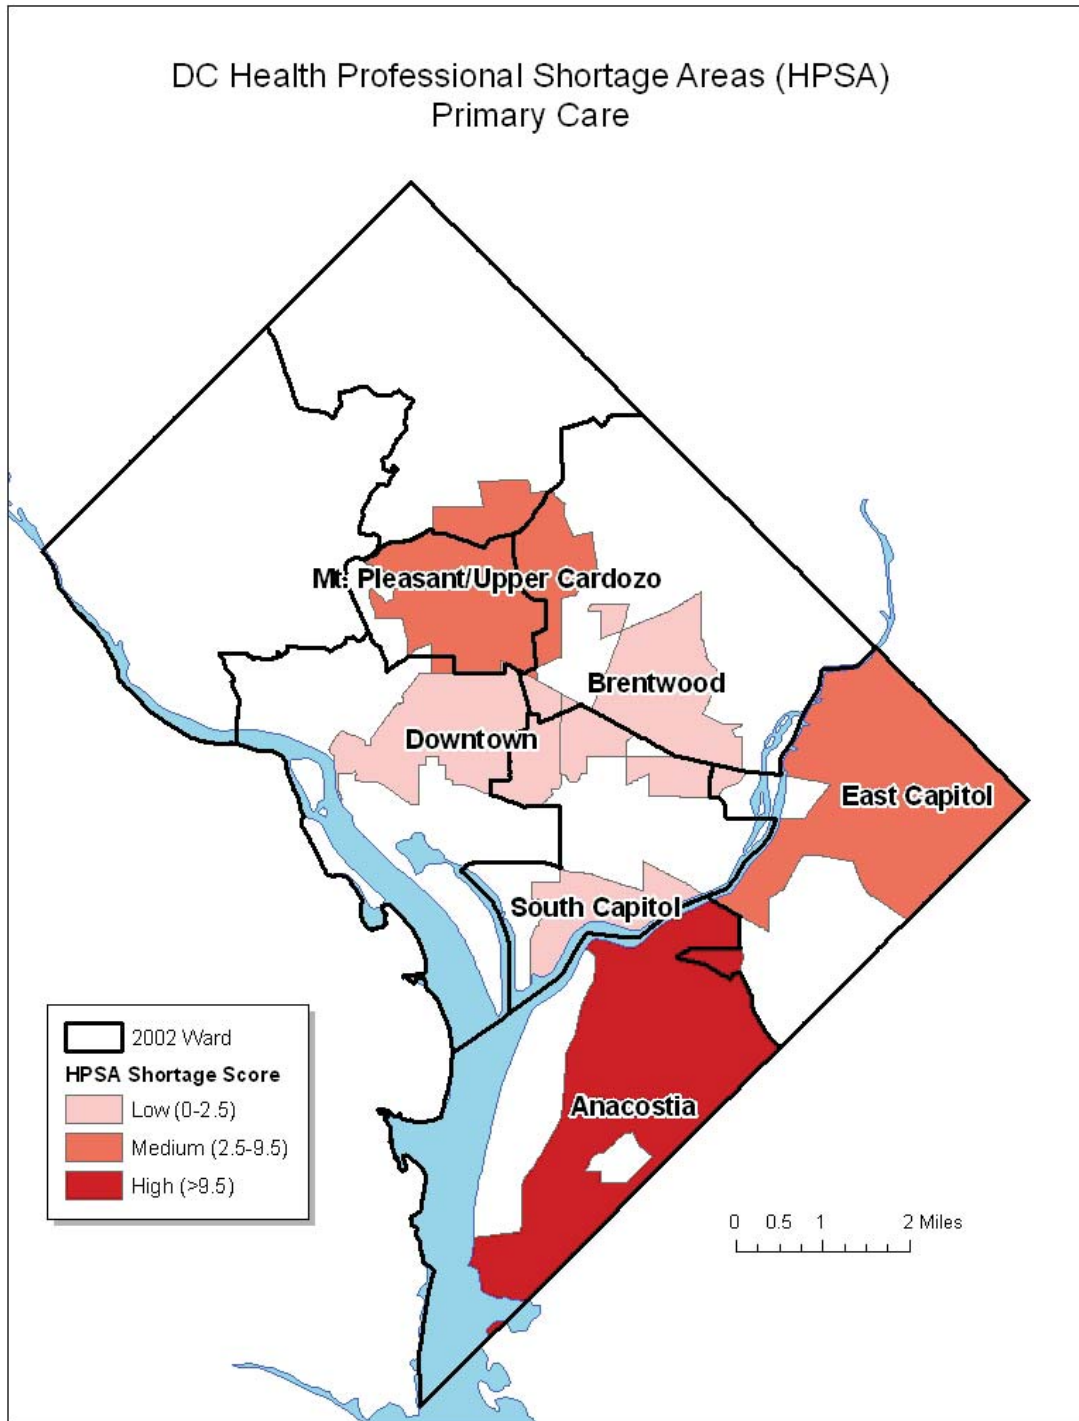 DC Health Professional Shortage Areas (HPSA)
Primary Care
Mt. Pleasant/Upper Cardozo
Brentwood
Downtown
East Capitol
South Capitol
Anacostia
2002 Ward
HPSA Shortage Score
Low (0-2.5)
Medium (2.5-9.5)
High (>9.5)
0 0.5 1 2 Miles